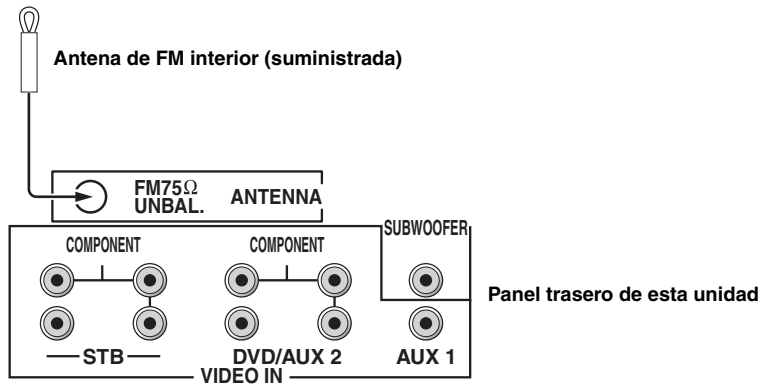 Antena de FM interior (suministrada)
FM75Ω
UNBAL.
ANTENNA
SUBWOOFER
COMPONENT
COMPONENT
Panel trasero de esta unidad
STB
DVD/AUX 2
AUX 1
VIDEO IN